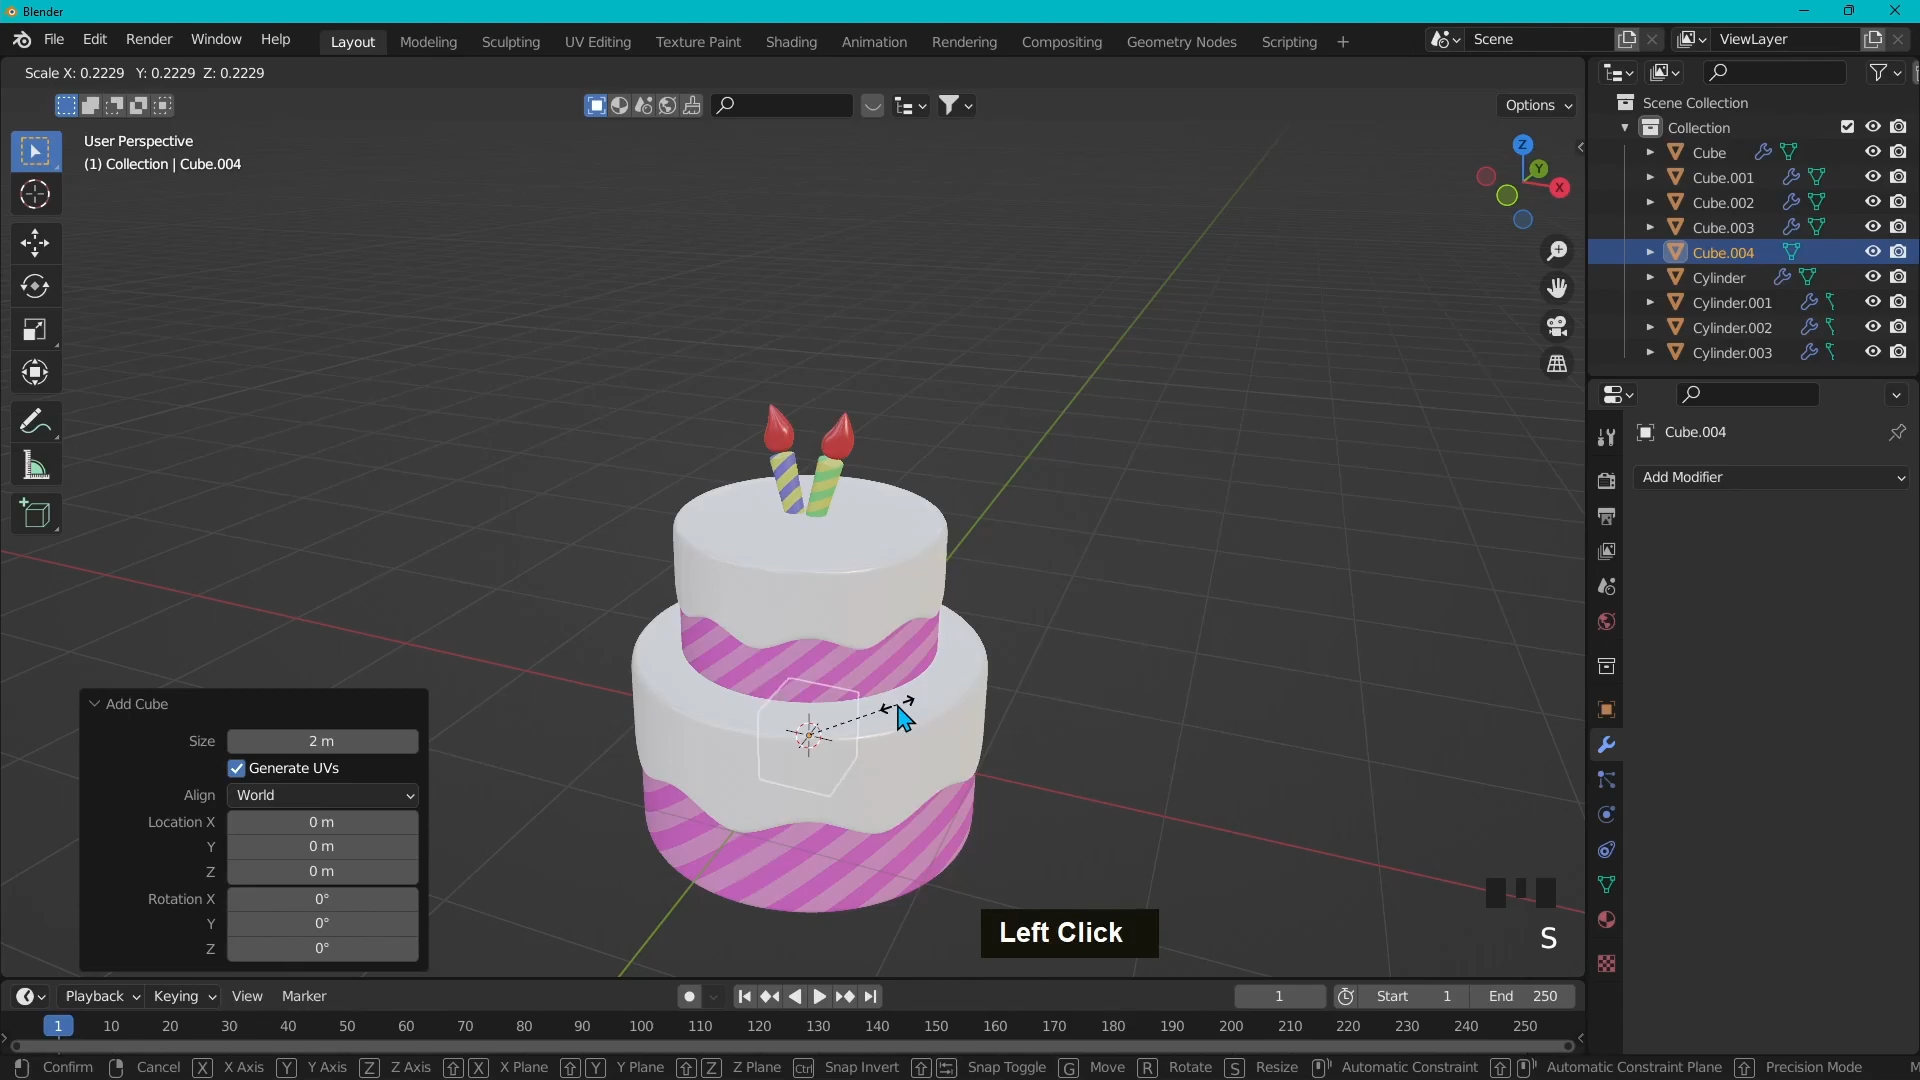 Blender
File Edit Render Window Help Layout Modeling Sculpting UV Editing Texture Paint Shading Animation Rendering Compositing Geometry Nodes Scripting + Scene ViewLayer
Scale X: 0.2229 Y: 0.2229 Z: 0.2229
Options
User Perspective
(1) Collection | Cube.004
Z
Y
X
Scene Collection
Collection
Cube
Cube.001
Cube.002
Cube.003
Cube.004
Cylinder
Cylinder.001
Cylinder.002
Cylinder.003
Cube.004
Add Modifier
Add Cube
Size 2 m
Generate UVs
Align World
Location X 0 m
Y 0 m
Z 0 m
Rotation X 0°
Y 0°
Z 0°
Left Click
S
Playback Keying View Marker 1 Start 1 End 250
1 10 20 30 40 50 60 70 80 90 100 110 120 130 140 150 160 170 180 190 200 210 220 230 240 250
Confirm Cancel X X Axis Y Y Axis Z Z Axis X X Plane Y Y Plane Z Z Plane Ctrl Snap Invert Snap Toggle G Move R Rotate S Resize Automatic Constraint Automatic Constraint Plane Precision Mode M